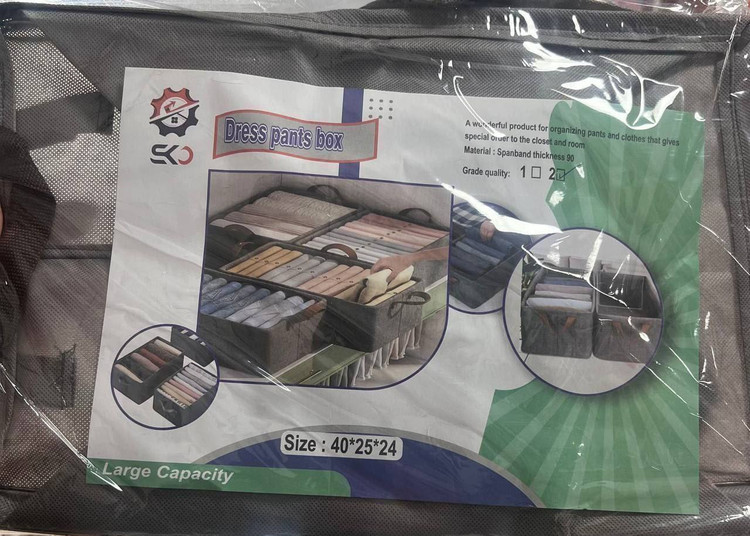 SKO
Dress pants box
A wonderful product for organizing pants and clothes that gives
special order to the closet and room
Material : Spanband thickness 90
Grade quality: 1 2
Size : 40*25*24
Large Capacity